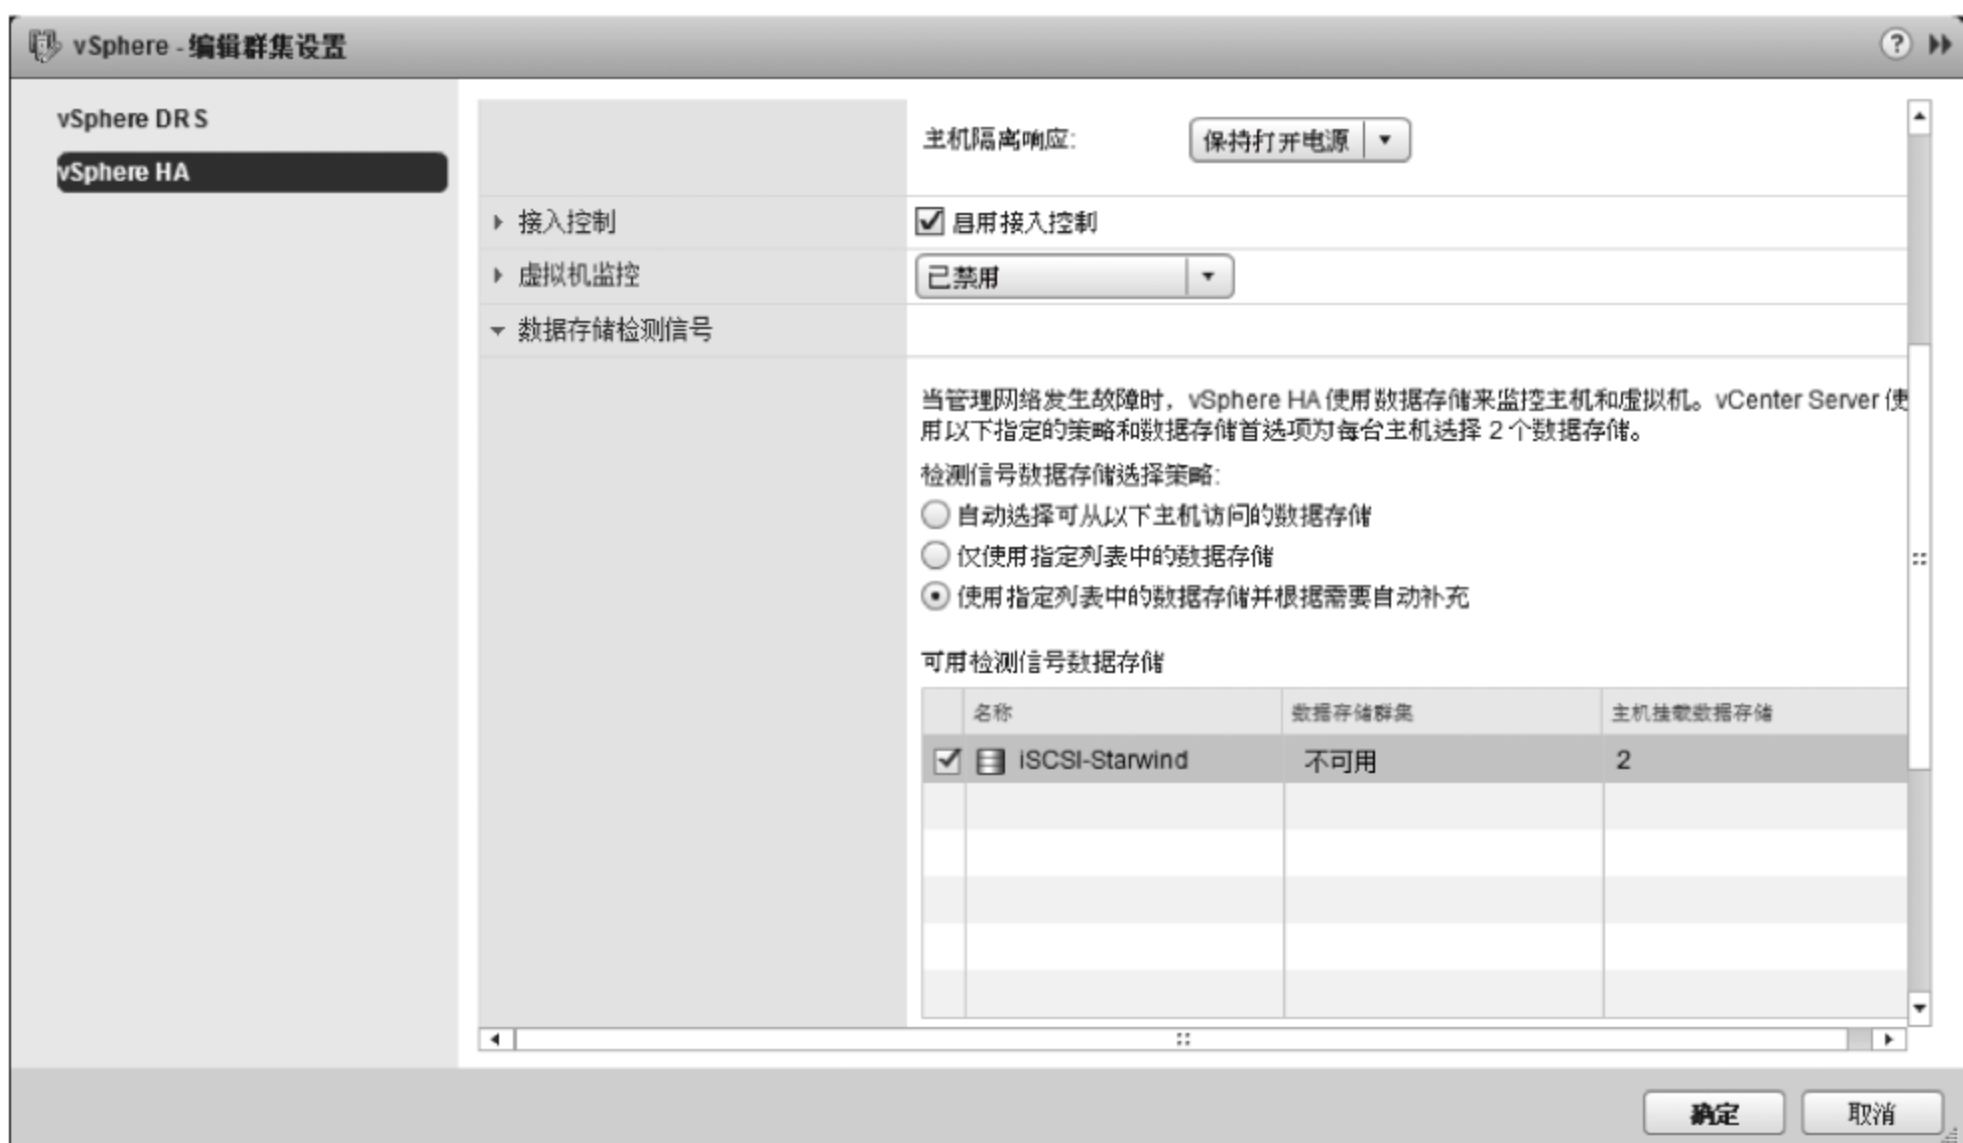 vSphere - 编辑群集设置
vSphere DRS
vSphere HA
主机隔离响应:
保持打开电源
接入控制
启用接入控制
虚拟机监控
已禁用
数据存储检测信号
当管理网络发生故障时，vSphere HA 使用数据存储来监控主机和虚拟机。vCenter Server 使
用以下指定的策略和数据存储首选项为每台主机选择 2 个数据存储。
检测信号数据存储选择策略:
自动选择可从以下主机访问的数据存储
仅使用指定列表中的数据存储
使用指定列表中的数据存储并根据需要自动补充
可用检测信号数据存储
名称 数据存储群集 主机挂载数据存储
iSCSI-Starwind 不可用 2
确定 取消